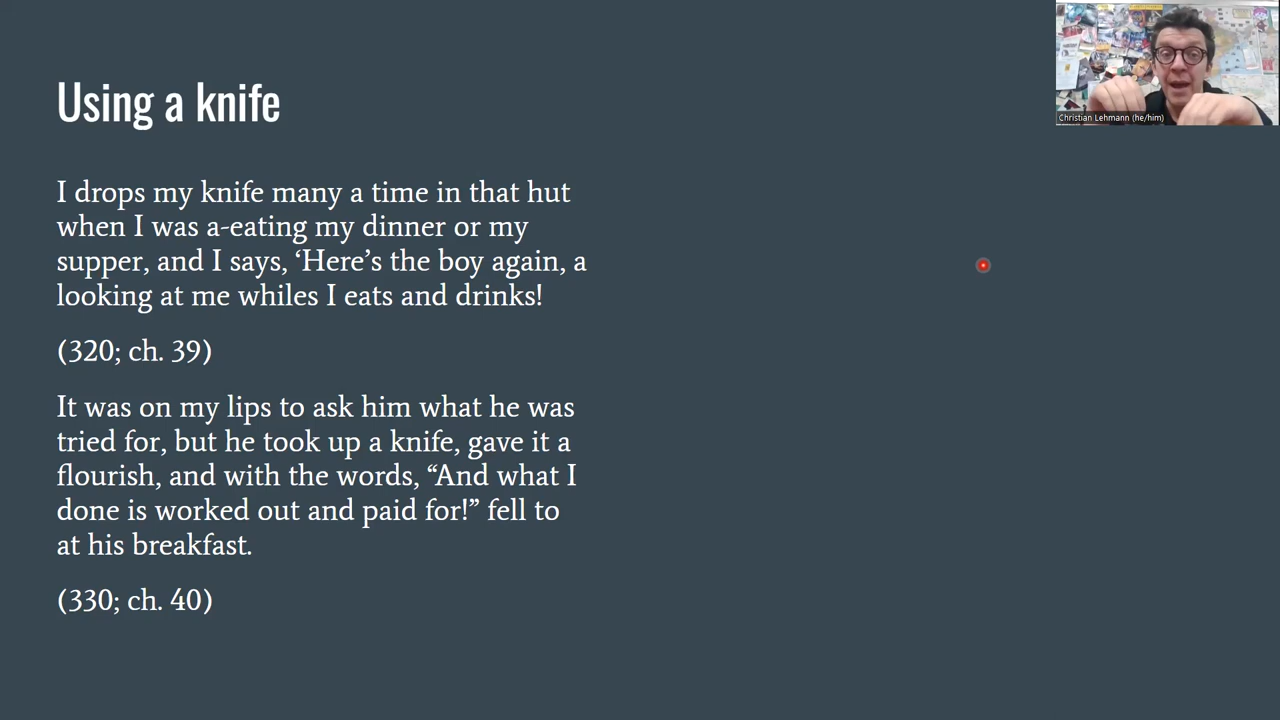 Using a knife
I drops my knife many a time in that hut
when I was a-eating my dinner or my
supper, and I says, ‘Here’s the boy again, a
looking at me whiles I eats and drinks!
(320; ch. 39)
It was on my lips to ask him what he was
tried for, but he took up a knife, gave it a
flourish, and with the words, “And what I
done is worked out and paid for!” fell to
at his breakfast.
(330; ch. 40)
Christian Lehmann (he/him)